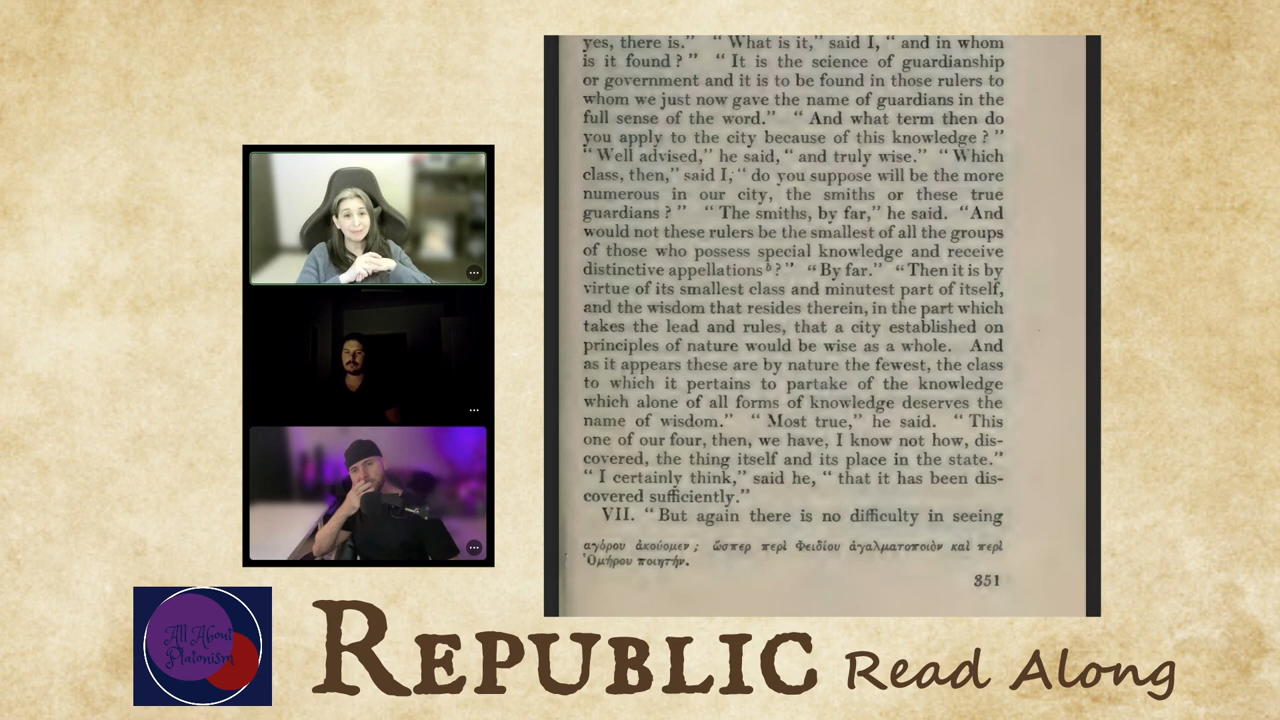 yes, there is.” “ What is it,” said I, “ and in whom
is it found ? ” “ It is the science of guardianship
or government and it is to be found in those rulers to
whom we just now gave the name of guardians in the
full sense of the word.” “ And what term then do
you apply to the city because of this knowledge ? ”
“ Well advised,” he said, “ and truly wise.” “ Which
class, then,” said I, “ do you suppose will be the more
numerous in our city, the smiths or these true
guardians ? ” “ The smiths, by far,” he said. “And
would not these rulers be the smallest of all the groups
of those who possess special knowledge and receive
distinctive appellations b ? ” “ By far.” “ Then it is by
virtue of its smallest class and minutest part of itself,
and the wisdom that resides therein, in the part which
takes the lead and rules, that a city established on
principles of nature would be wise as a whole. And
as it appears these are by nature the fewest, the class
to which it pertains to partake of the knowledge
which alone of all forms of knowledge deserves the
name of wisdom.” “ Most true,” he said. “ This
one of our four, then, we have, I know not how, dis-
covered, the thing itself and its place in the state.”
“ I certainly think,” said he, “ that it has been dis-
covered sufficiently.”
VII. “ But again there is no difficulty in seeing
αγόρου ἀκούομεν ; ὥσπερ περὶ Φειδίου ἀγαλματοποιὸν καὶ περὶ
Ὁμήρου ποιητήν.
351
All About
Platonism
REPUBLIC Read Along